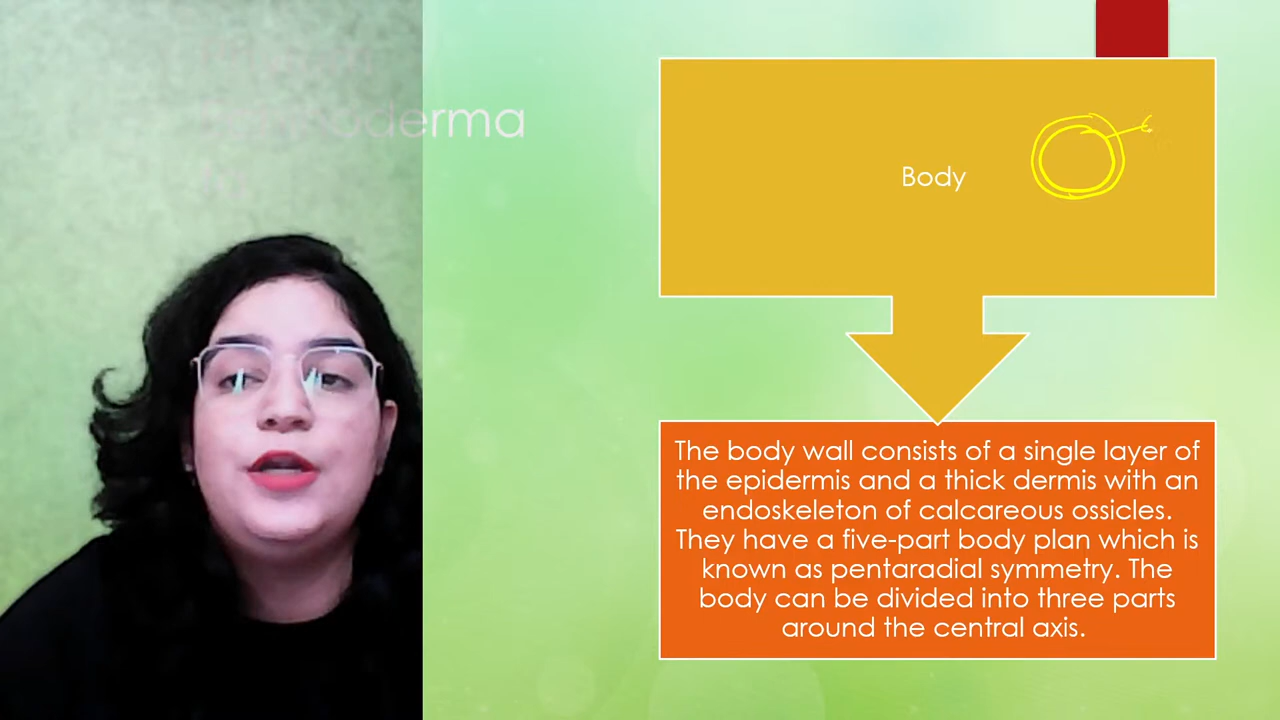 Body
The body wall consists of a single layer of
the epidermis and a thick dermis with an
endoskeleton of calcareous ossicles.
They have a five-part body plan which is
known as pentaradial symmetry. The
body can be divided into three parts
around the central axis.